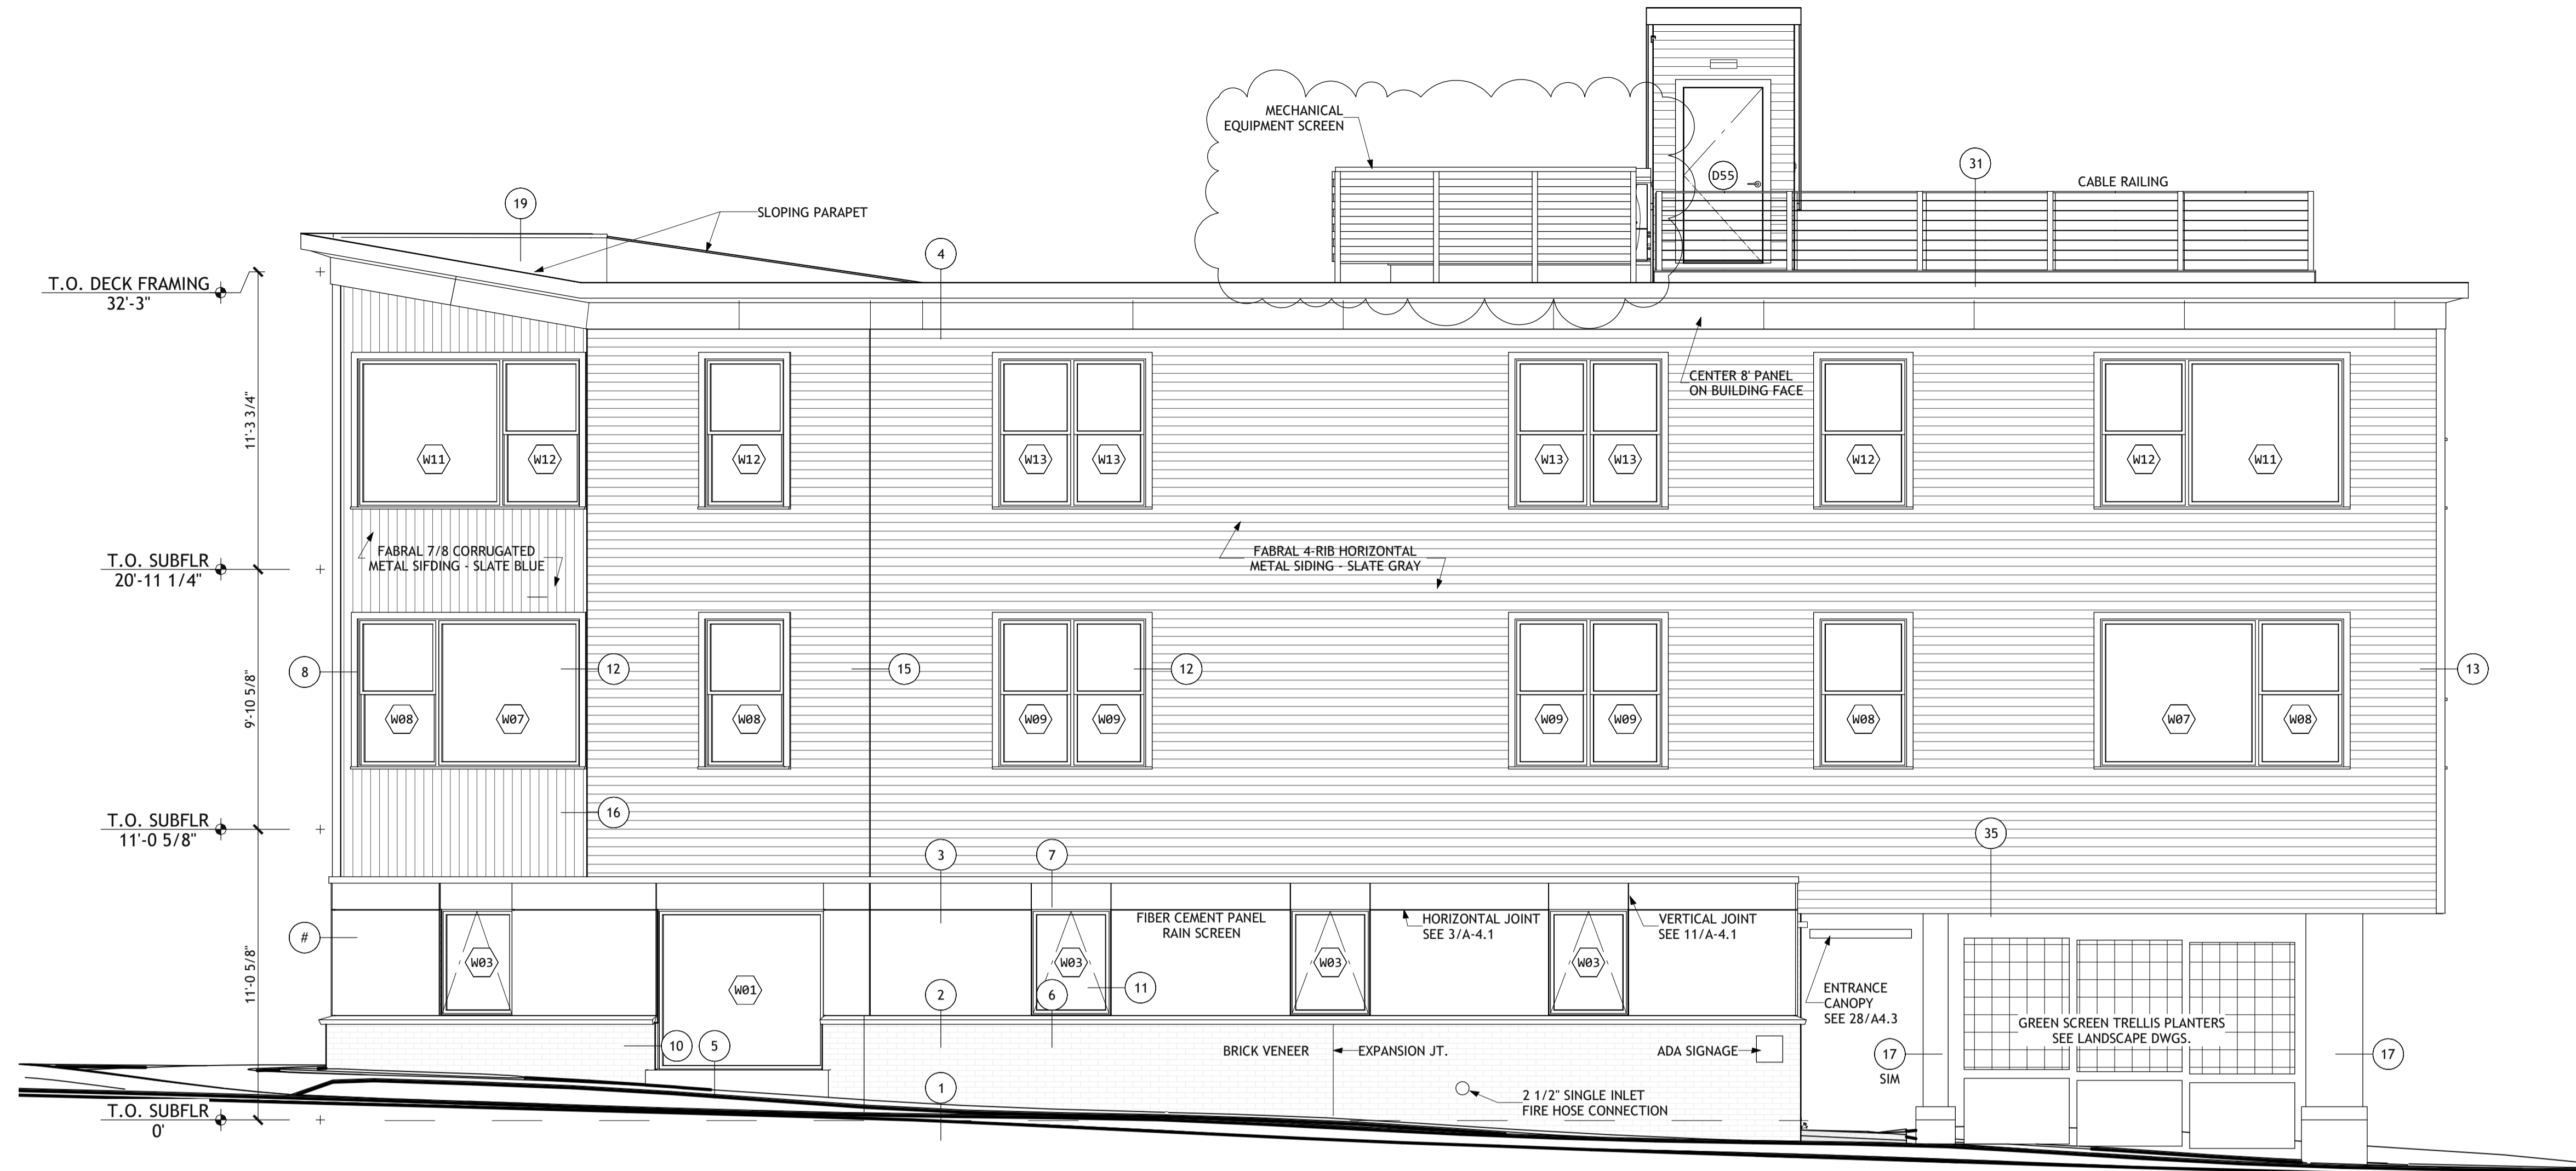 MECHANICAL
EQUIPMENT SCREEN
D55
31
CABLE RAILING
19
SLOPING PARAPET
4
T.O. DECK FRAMING
32'-3"
CENTER 8' PANEL
ON BUILDING FACE
11'-3 3/4"
W11
W12
W12
W13
W13
W13
W13
W12
W12
W11
FABRAL 7/8 CORRUGATED
METAL SIFDING - SLATE BLUE
FABRAL 4-RIB HORIZONTAL
METAL SIDING - SLATE GRAY
T.O. SUBFLR
20'-11 1/4"
9'-10 5/8"
8
12
15
12
13
W08
W07
W08
W09
W09
W09
W09
W08
W07
W08
16
T.O. SUBFLR
11'-0 5/8"
35
3
7
11'-0 5/8"
#
FIBER CEMENT PANEL
RAIN SCREEN
HORIZONTAL JOINT
SEE 3/A-4.1
VERTICAL JOINT
SEE 11/A-4.1
W03
W01
W03
W03
W03
2
6
11
ENTRANCE
CANOPY
SEE 28/A4.3
GREEN SCREEN TRELLIS PLANTERS
SEE LANDSCAPE DWGS.
10
5
BRICK VENEER
EXPANSION JT.
ADA SIGNAGE
17
SIM
17
1
2 1/2" SINGLE INLET
FIRE HOSE CONNECTION
T.O. SUBFLR
0'